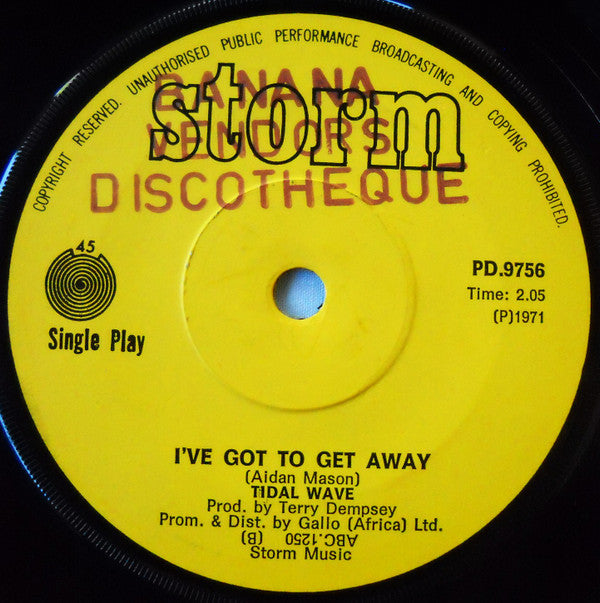 COPYRIGHT RESERVED. UNAUTHORISED PUBLIC PERFORMANCE BROADCASTING AND COPYING PROHIBITED.
storm
BANANA
VENDORS
DISCOTHEQUE
45
Single Play
PD.9756
Time: 2.05
(P)1971
I'VE GOT TO GET AWAY
(Aidan Mason)
TIDAL WAVE
Prod. by Terry Dempsey
Prom. & Dist. by Gallo (Africa) Ltd.
ABC.1250 (B)
Storm Music